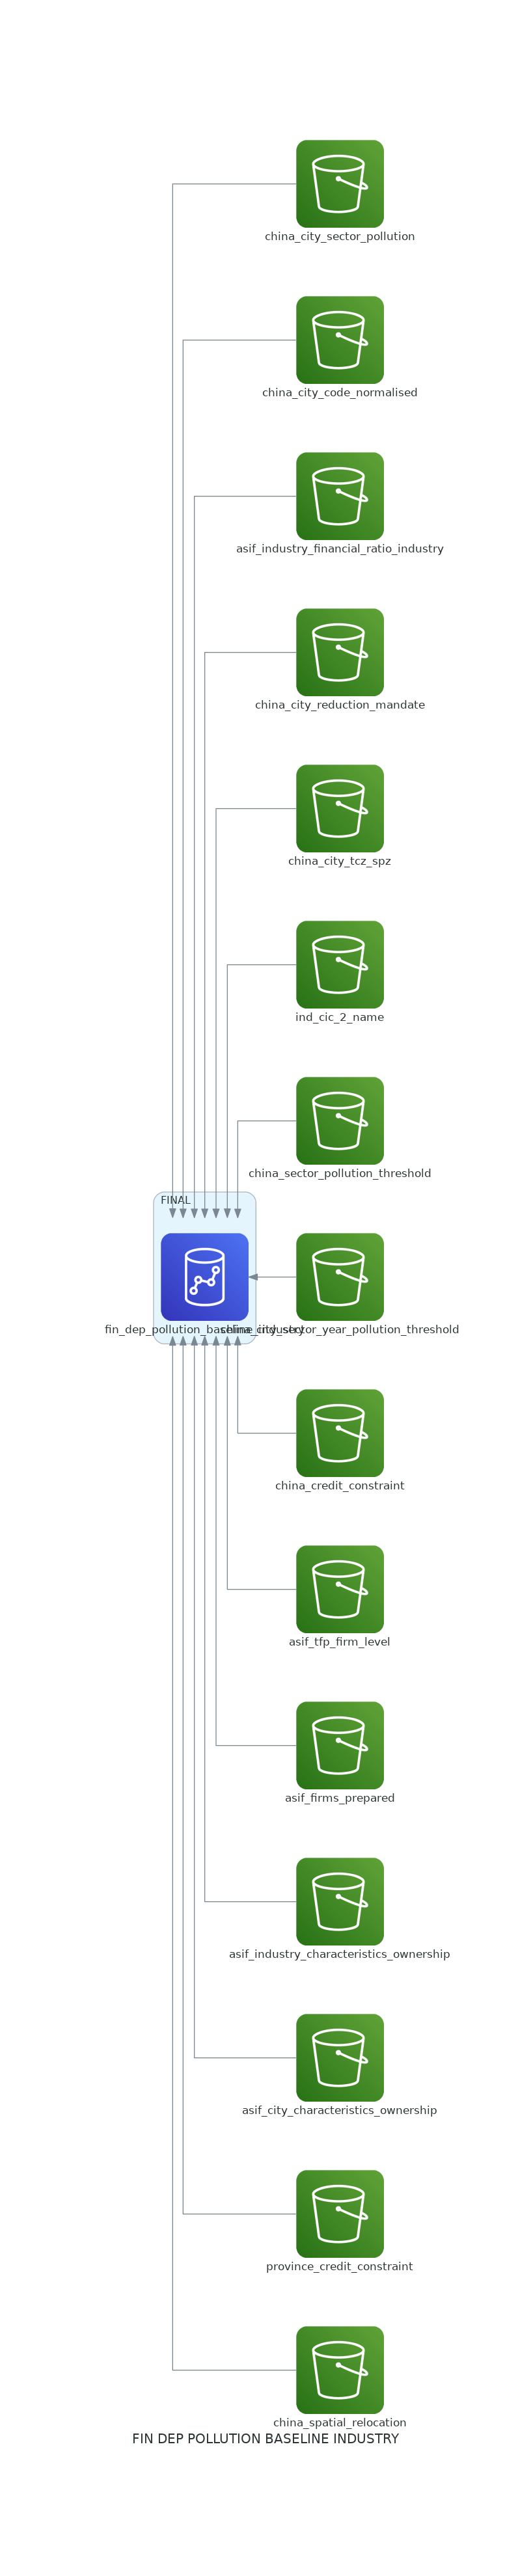 china_city_sector_pollution
china_city_code_normalised
asif_industry_financial_ratio_industry
china_city_reduction_mandate
china_city_tcz_spz
ind_cic_2_name
china_sector_pollution_threshold
FINAL
fin_dep_pollution_baseline_industry
china_city_sector_year_pollution_threshold
china_credit_constraint
asif_tfp_firm_level
asif_firms_prepared
asif_industry_characteristics_ownership
asif_city_characteristics_ownership
province_credit_constraint
china_spatial_relocation
FIN DEP POLLUTION BASELINE INDUSTRY